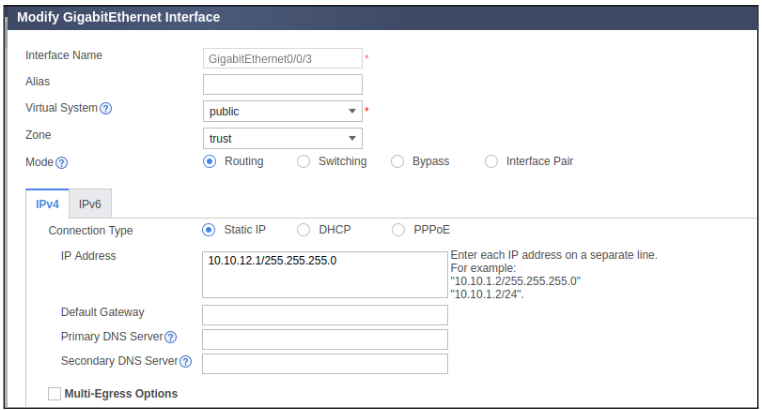 Modify GigabitEthernet Interface
Interface Name GigabitEthernet0/0/3 *
Alias
Virtual System ? public *
Zone trust
Mode ? Routing Switching Bypass Interface Pair
IPv4 IPv6
Connection Type Static IP DHCP PPPoE
IP Address 10.10.12.1/255.255.255.0 Enter each IP address on a separate line.
For example:
"10.10.1.2/255.255.255.0"
"10.10.1.2/24".
Default Gateway
Primary DNS Server ?
Secondary DNS Server ?
Multi-Egress Options